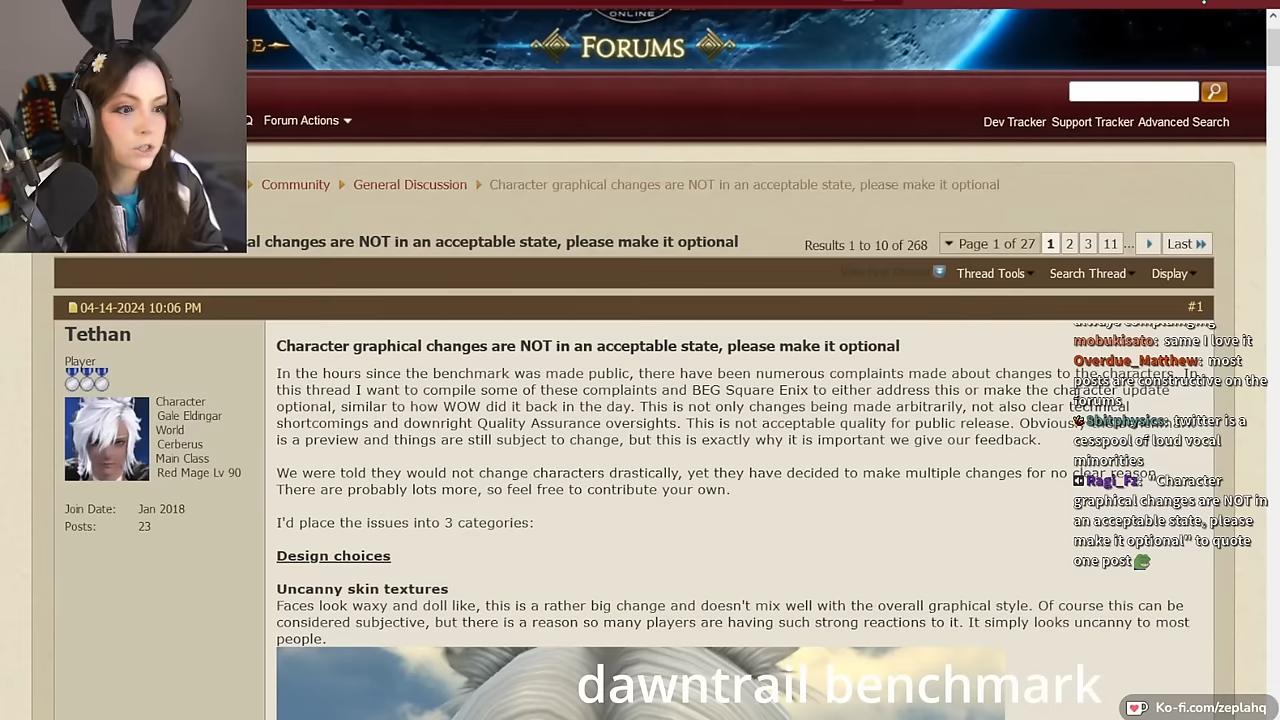 ONLINE
E
FORUMS
Q Forum Actions
Dev Tracker Support Tracker Advanced Search
Community General Discussion Character graphical changes are NOT in an acceptable state, please make it optional
al changes are NOT in an acceptable state, please make it optional
Results 1 to 10 of 268
Page 1 of 27 1 2 3 11 ... Last
Thread Tools Search Thread Display
04-14-2024 10:06 PM
#1
Tethan
Player
Character
Gale Eldingar
World
Cerberus
Main Class
Red Mage Lv 90
Join Date: Jan 2018
Posts: 23
Character graphical changes are NOT in an acceptable state, please make it optional
In the hours since the benchmark was made public, there have been numerous complaints made about changes to the characters. In
this thread I want to compile some of these complaints and BEG Square Enix to either address this or make the character update
optional, similar to how WOW did it back in the day. This is not only changes being made arbitrarily, not also clear technical
shortcomings and downright Quality Assurance oversights. This is not acceptable quality for public release. Obvious
is a preview and things are still subject to change, but this is exactly why it is important we give our feedback.
We were told they would not change characters drastically, yet they have decided to make multiple changes for no clear reason.
There are probably lots more, so feel free to contribute your own.
I'd place the issues into 3 categories:
Design choices
Uncanny skin textures
Faces look waxy and doll like, this is a rather big change and doesn't mix well with the overall graphical style. Of course this can be
considered subjective, but there is a reason so many players are having such strong reactions to it. It simply looks uncanny to most
people.
always complainging
mobukisato: same I love it
Overdue_Matthew: most
posts are constructive on the
forums
8bitphysics: twitter is a
cesspool of loud vocal
minorities
Ragi_Fz: "Character
graphical changes are NOT in
an acceptable state, please
make it optional" to quote
one post
dawntrail benchmark
Ko-fi.com/zeplahq